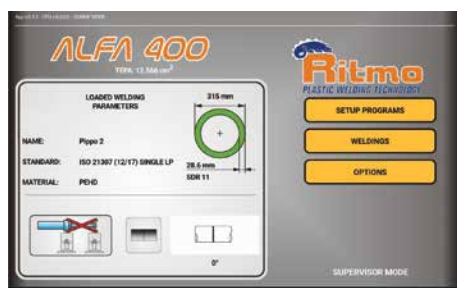 ALFA 400
TEPA: 12.566 cm²
Ritmo
PLASTIC WELDING TECHNOLOGY
LOADED WELDING
PARAMETERS
315 mm
NAME: Pippo 2
STANDARD: ISO 21307 (12/17) SINGLE LP
28.6 mm
MATERIAL: PEHD
SDR 11
0°
SETUP PROGRAMS
WELDINGS
OPTIONS
SUPERVISOR MODE